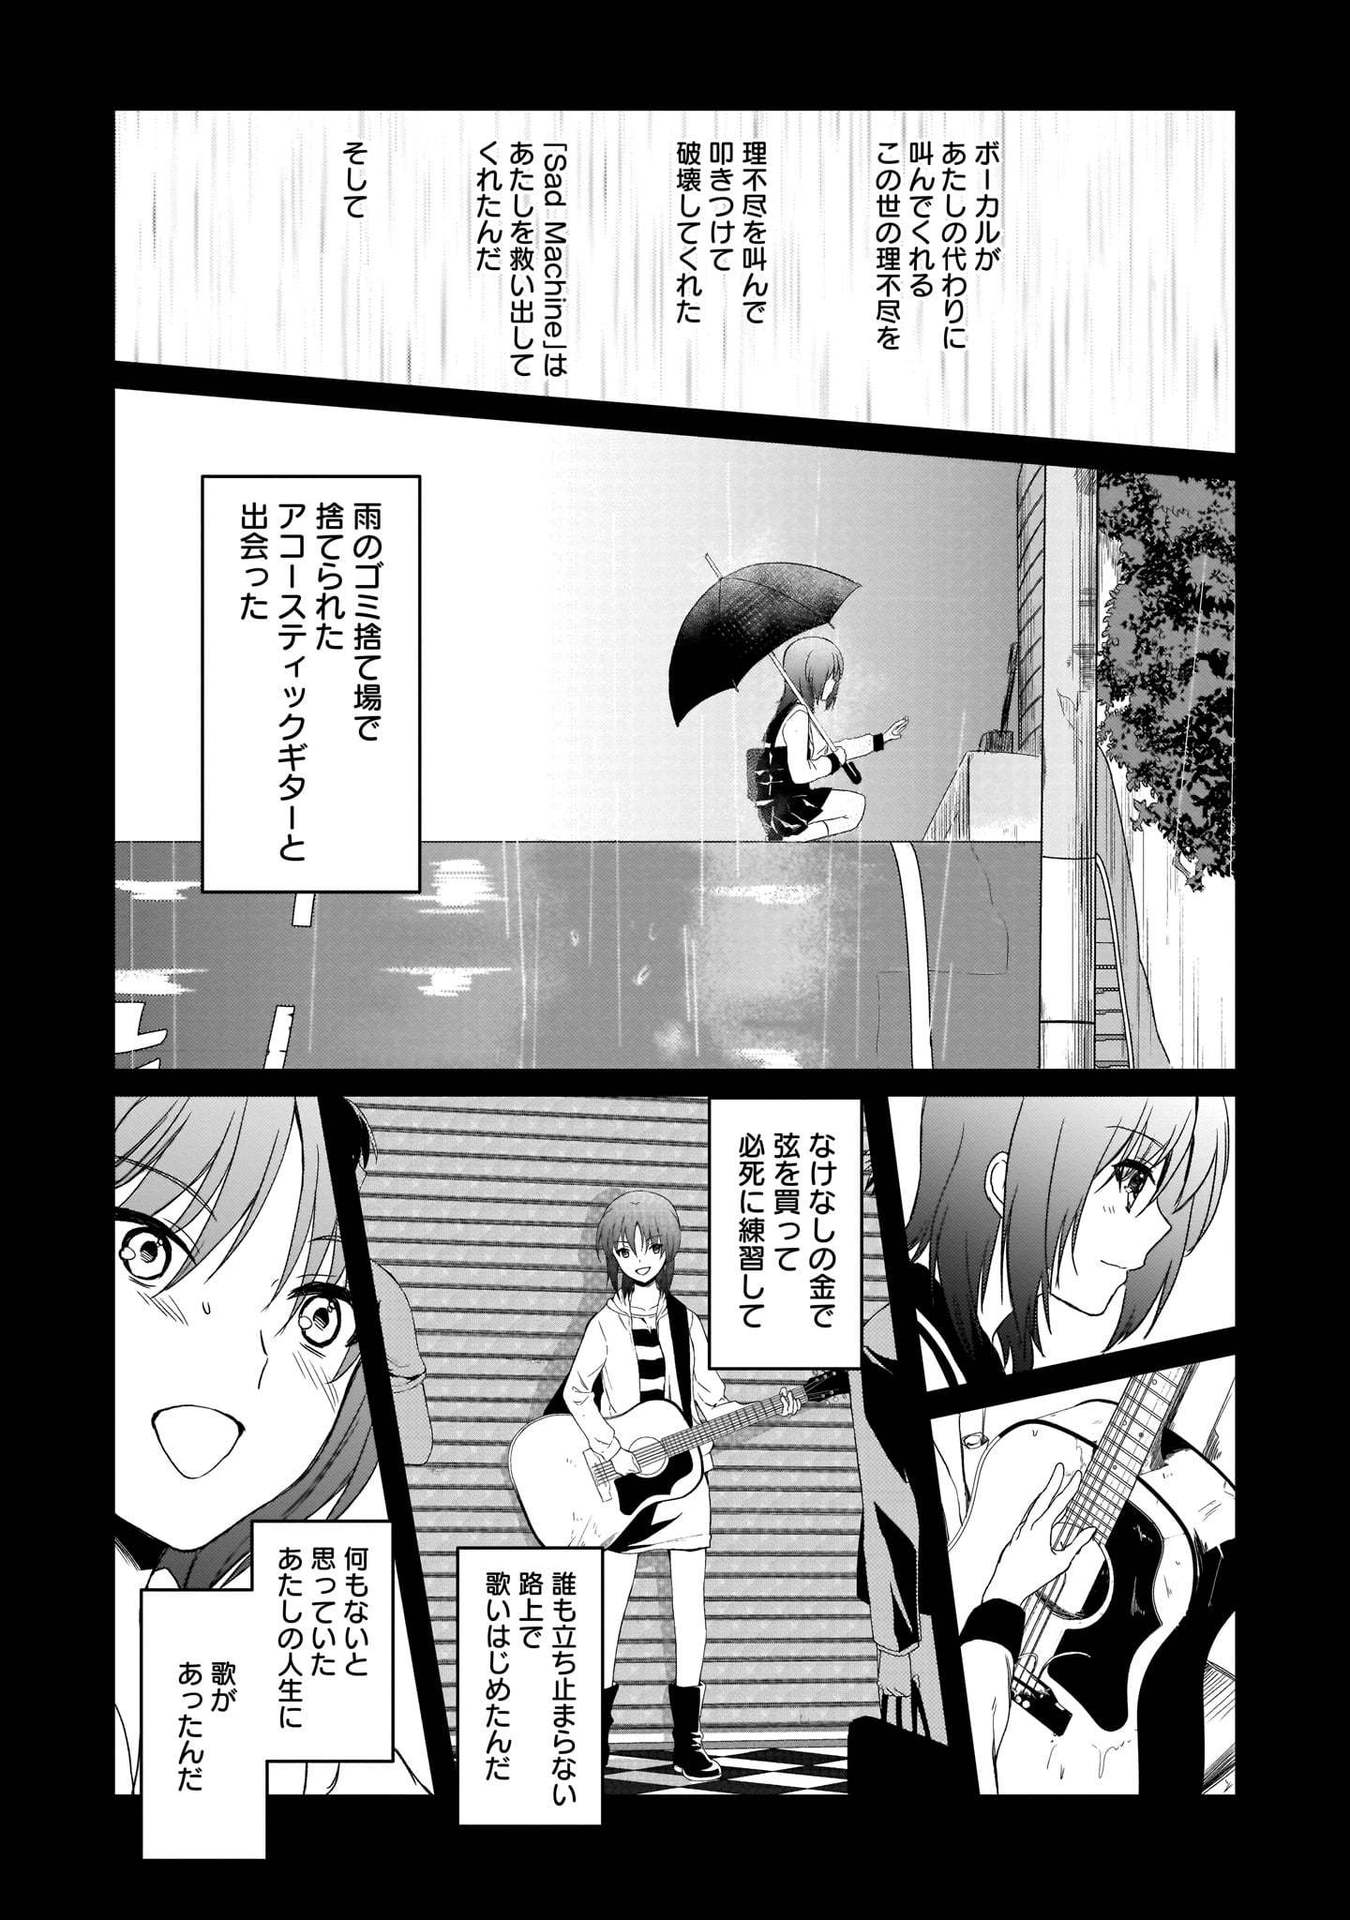 ボーカルが
あたしの代わりに
叫んでくれる
この世の理不尽を
理不尽を叫んで
叩きつけて
破壊してくれた
「Sad Machine」は
あたしを救い出して
くれたんだ
そして
雨のゴミ捨て場で
捨てられた
アコースティックギターと
出会った
なけなしの金で
弦を買って
必死に練習して
誰も立ち止まらない
路上で
歌いはじめたんだ
何もないと
思っていた
あたしの人生に
歌が
あったんだ